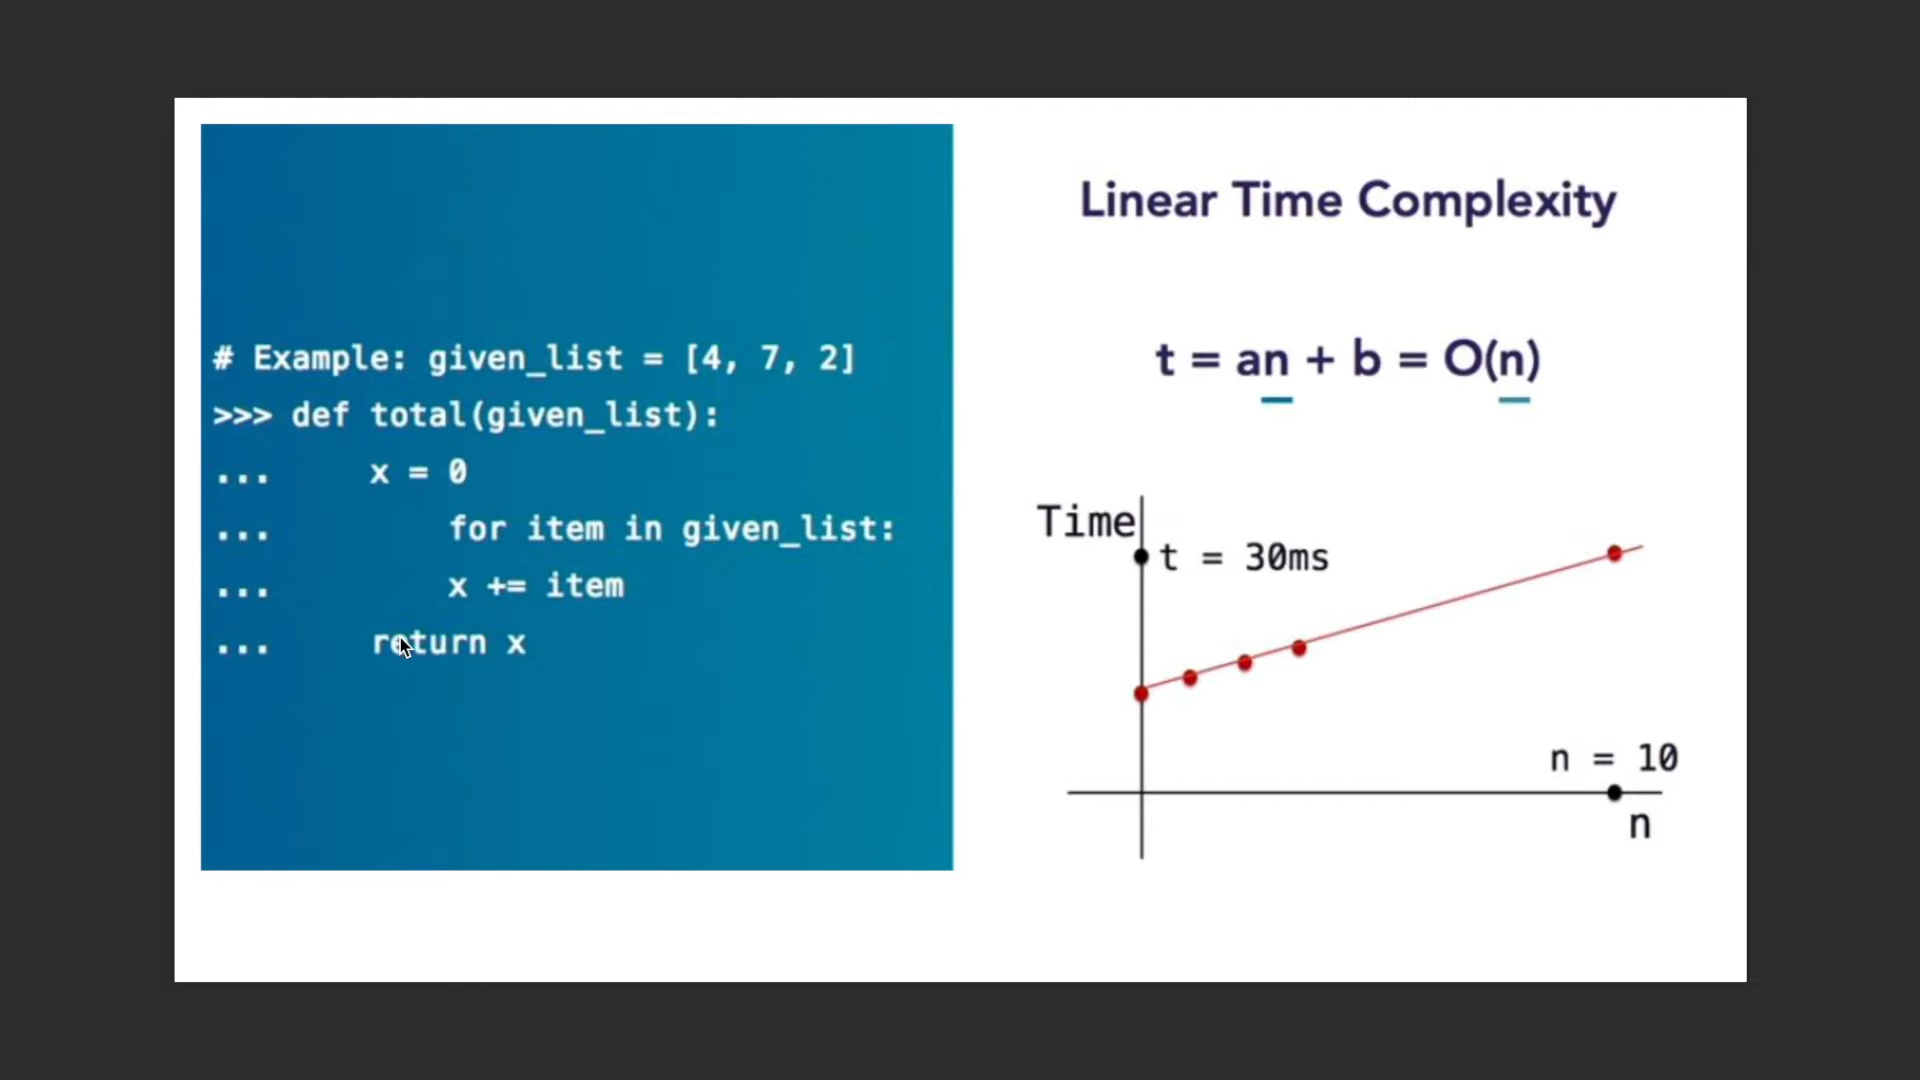 # Example: given_list = [4, 7, 2]
>>> def total(given_list):
...     x = 0
...         for item in given_list:
...         x += item
...     return x
Linear Time Complexity
t = an + b = O(n)
Time
t = 30ms
n = 10
n